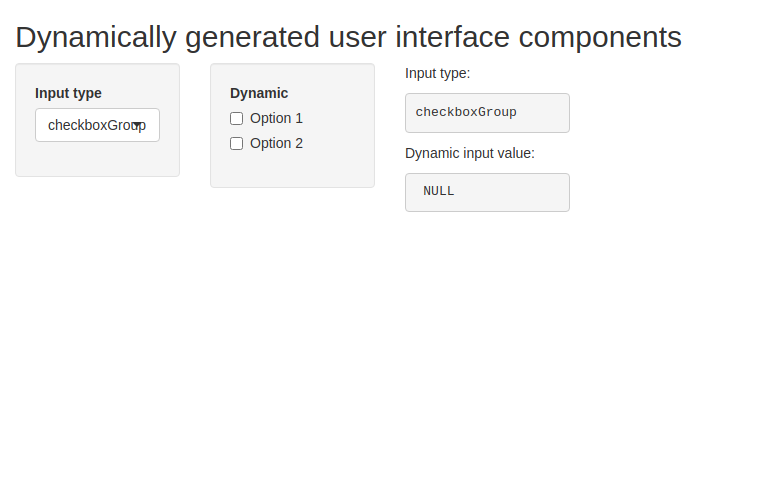 Dynamically generated user interface components
Input type
checkboxGroup
Dynamic
Option 1
Option 2
Input type:
checkboxGroup
Dynamic input value:
NULL